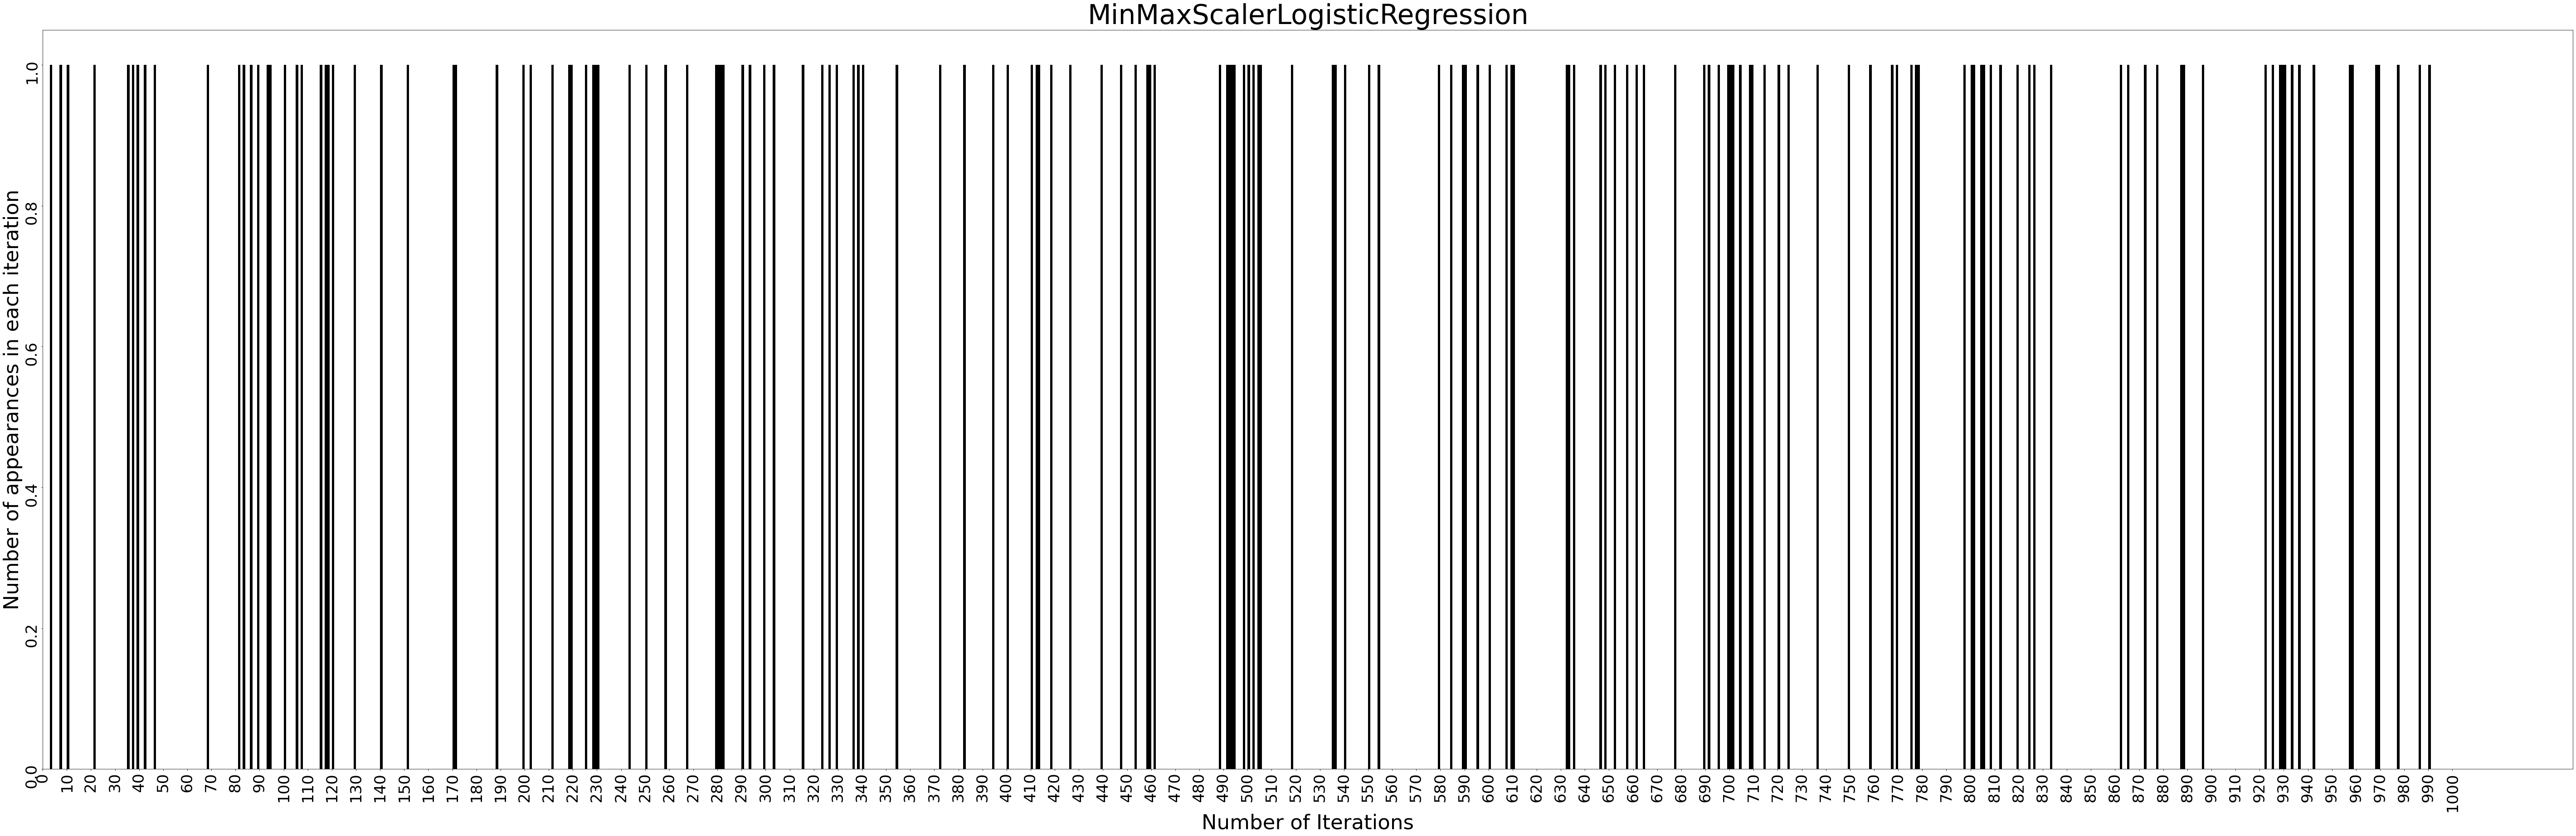 MinMaxScalerLogisticRegression
Number of appearances in each iteration
1.0
0.8
0.6
0.4
0.2
0.0
0 10 20 30 40 50 60 70 80 90 100 110 120 130 140 150 160 170 180 190 200 210 220 230 240 250 260 270 280 290 300 310 320 330 340 350 360 370 380 390 400 410 420 430 440 450 460 470 480 490 500 510 520 530 540 550 560 570 580 590 600 610 620 630 640 650 660 670 680 690 700 710 720 730 740 750 760 770 780 790 800 810 820 830 840 850 860 870 880 890 900 910 920 930 940 950 960 970 980 990 1000
Number of Iterations